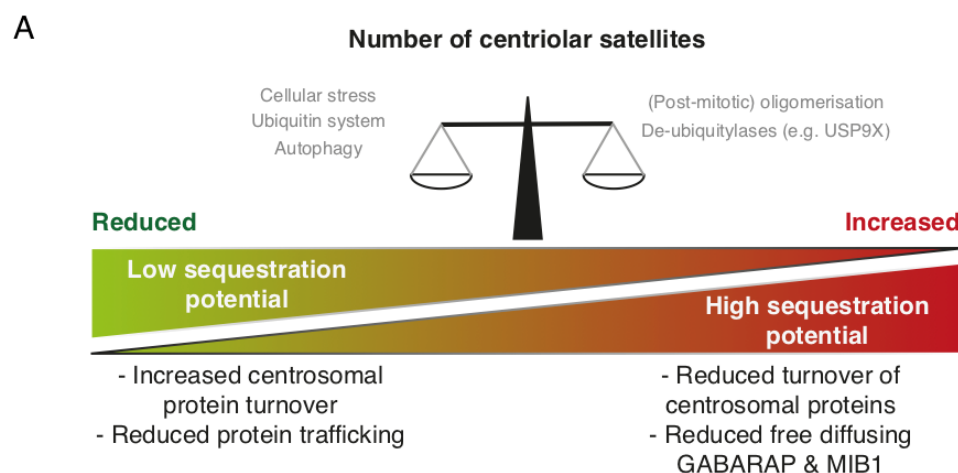 A
Number of centriolar satellites
Cellular stress
Ubiquitin system
Autophagy
(Post-mitotic) oligomerisation
De-ubiquitylases (e.g. USP9X)
Reduced
Increased
Low sequestration
potential
High sequestration
potential
- Increased centrosomal
protein turnover
- Reduced protein trafficking
- Reduced turnover of
centrosomal proteins
- Reduced free diffusing
GABARAP & MIB1